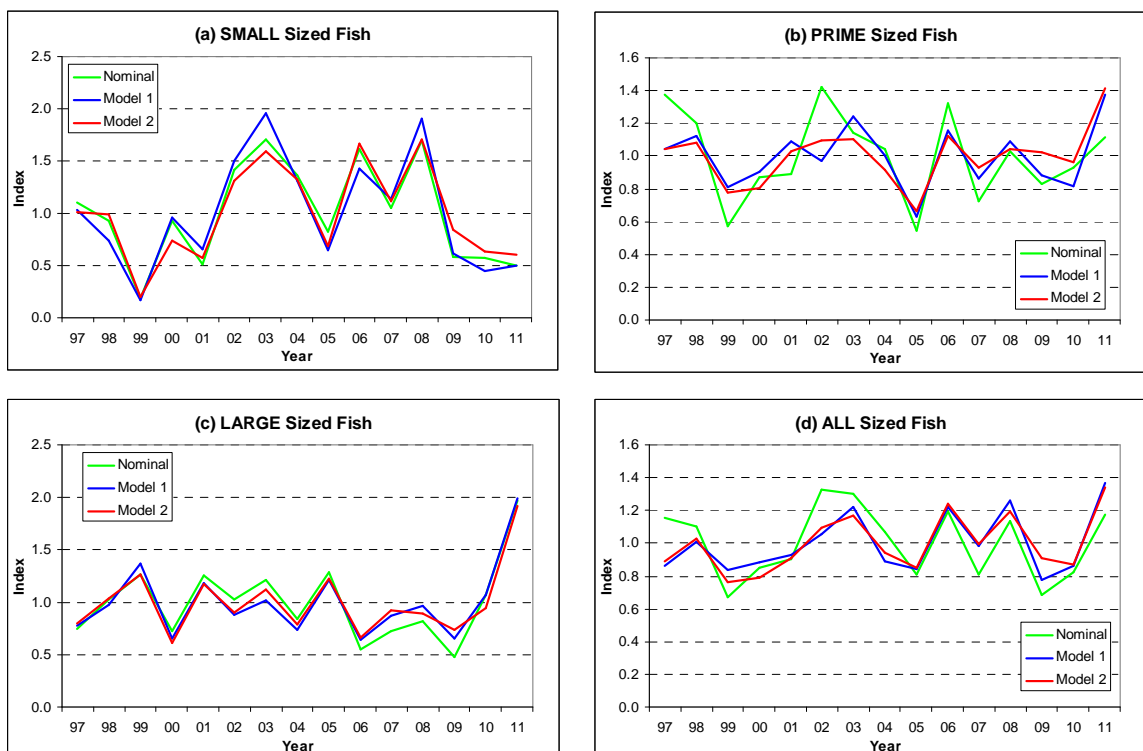 (a) SMALL Sized Fish
2.5
2.0
1.5
1.0
0.5
0.0
Index
Nominal
Model 1
Model 2
97 98 99 00 01 02 03 04 05 06 07 08 09 10 11
Year
(b) PRIME Sized Fish
1.6
1.4
1.2
1.0
0.8
0.6
0.4
0.2
0.0
Index
Nominal
Model 1
Model 2
97 98 99 00 01 02 03 04 05 06 07 08 09 10 11
Year
(c) LARGE Sized Fish
2.5
2.0
1.5
1.0
0.5
0.0
Index
Nominal
Model 1
Model 2
97 98 99 00 01 02 03 04 05 06 07 08 09 10 11
Year
(d) ALL Sized Fish
1.6
1.4
1.2
1.0
0.8
0.6
0.4
0.2
0.0
Index
Nominal
Model 1
Model 2
97 98 99 00 01 02 03 04 05 06 07 08 09 10 11
Year